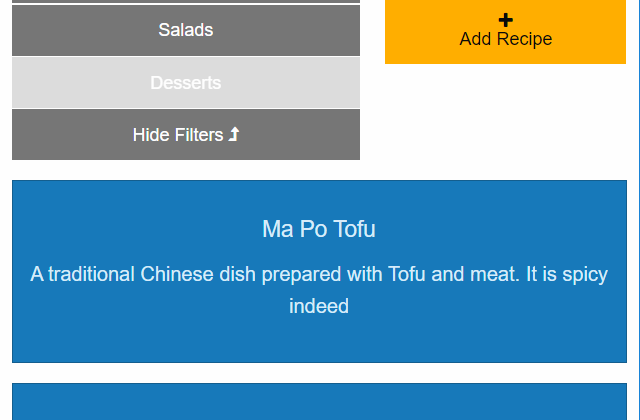 Salads
Desserts
Hide Filters
Add Recipe
Ma Po Tofu
A traditional Chinese dish prepared with Tofu and meat. It is spicy
indeed